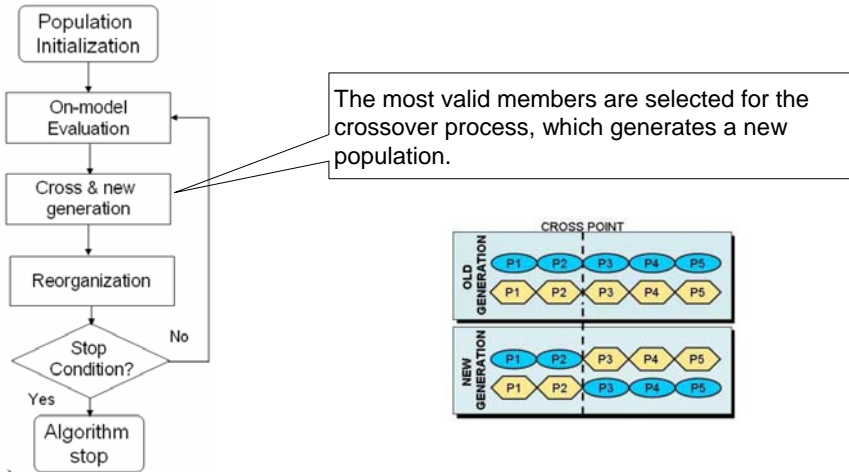 Population
Initialization
On-model
Evaluation
Cross & new
generation
Reorganization
Stop
Condition?
No
Yes
Algorithm
stop
The most valid members are selected for the
crossover process, which generates a new
population.
CROSS POINT
OLD
GENERATION
P1 P2 P3 P4 P5
P1 P2 P3 P4 P5
NEW
GENERATION
P1 P2 P3 P4 P5
P1 P2 P3 P4 P5